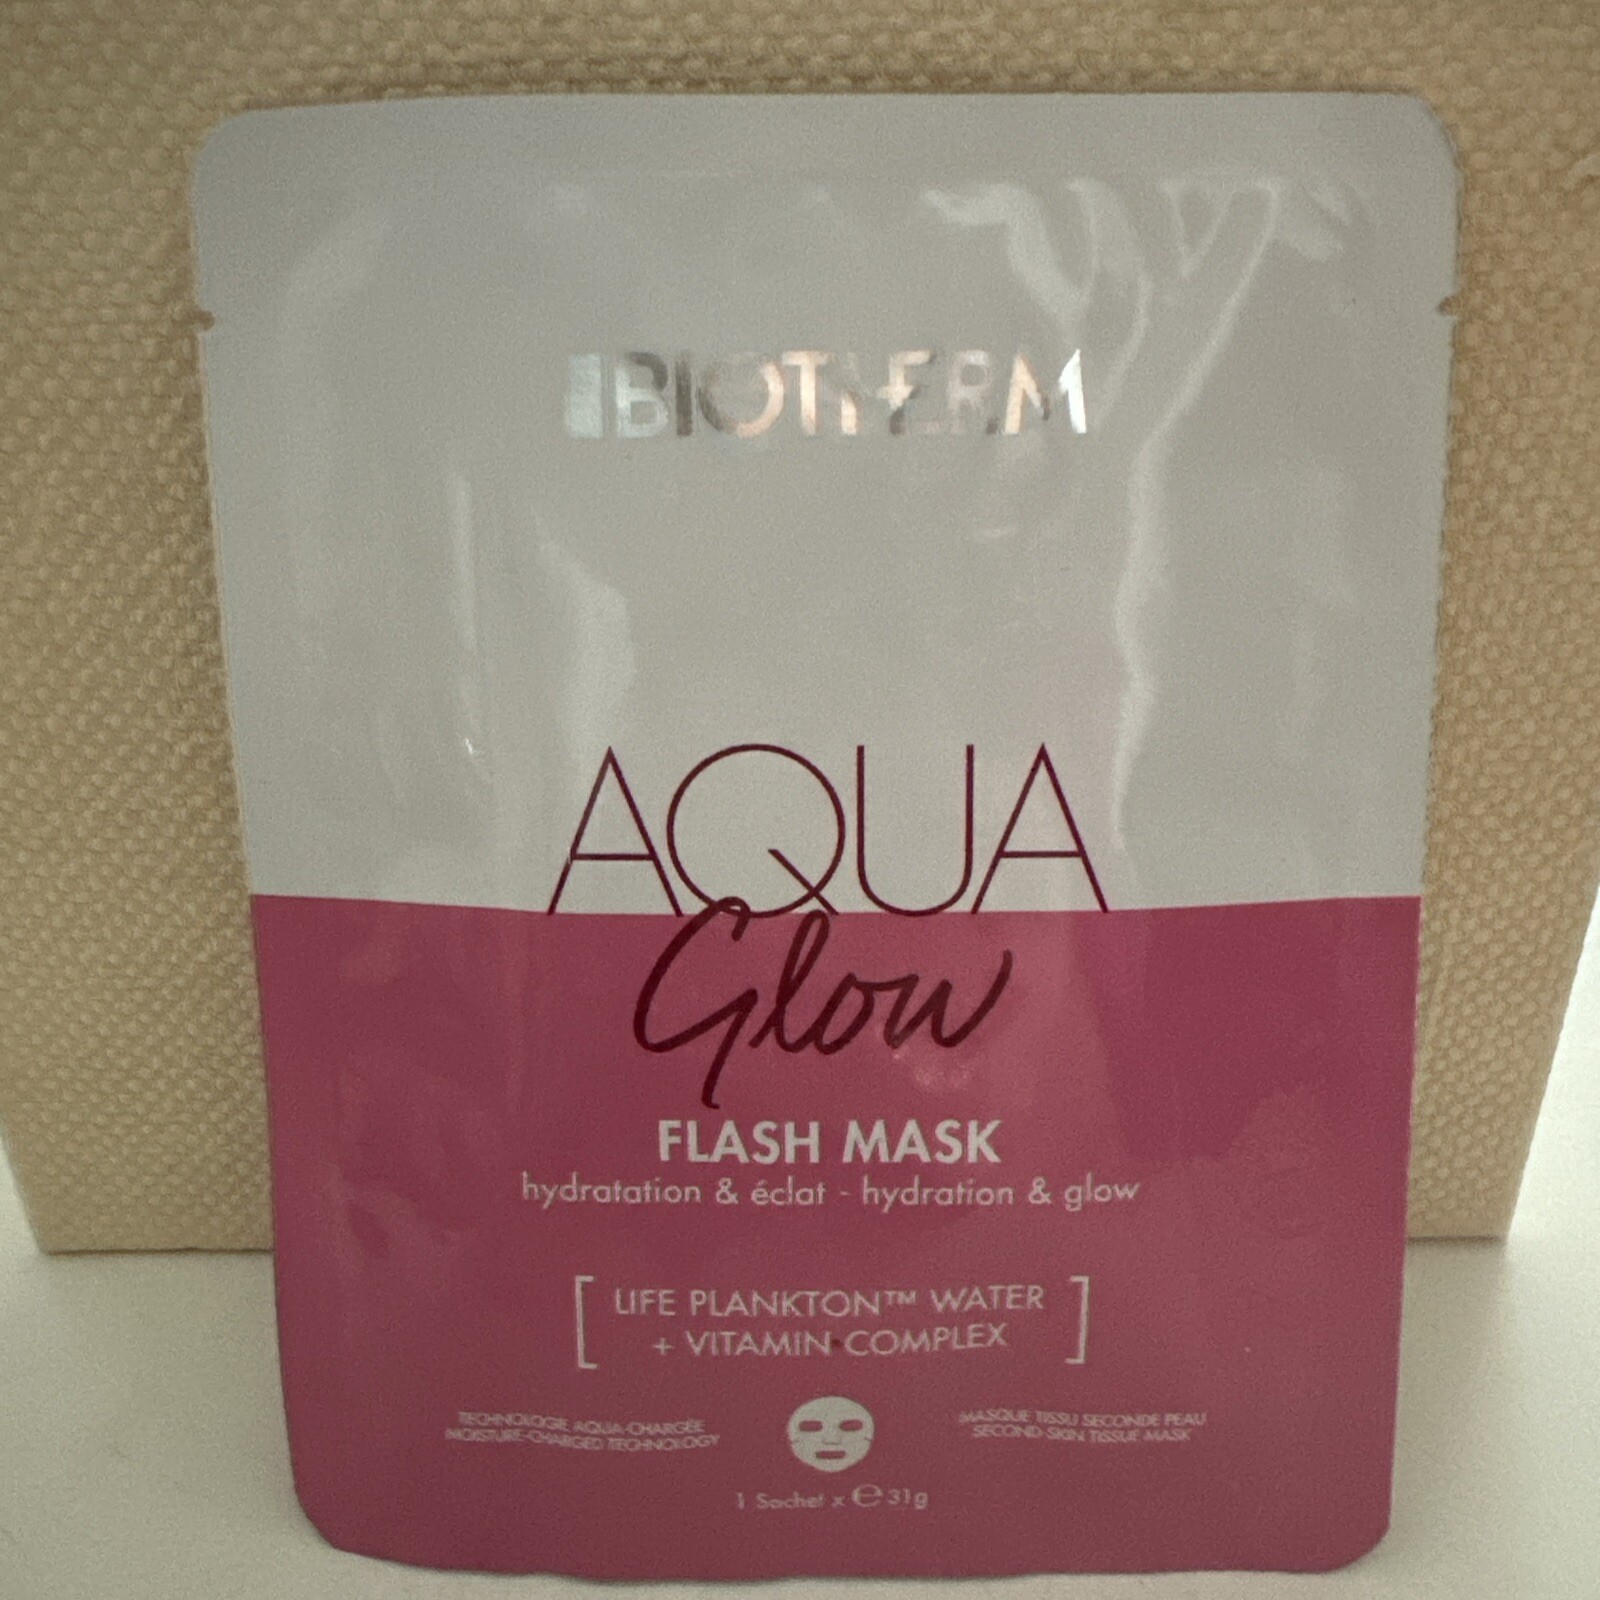 BIOTHERM
AQUA
Glow
FLASH MASK
hydratation & éclat - hydration & glow
LIFE PLANKTON™ WATER
+ VITAMIN COMPLEX
TECHNOLOGIE AQUA-CHARGÉE
MOISTURE-CHARGED TECHNOLOGY
MASQUE TISSU SECONDE PEAU
SECOND-SKIN TISSUE MASK
1 Sachet x ℮ 31g